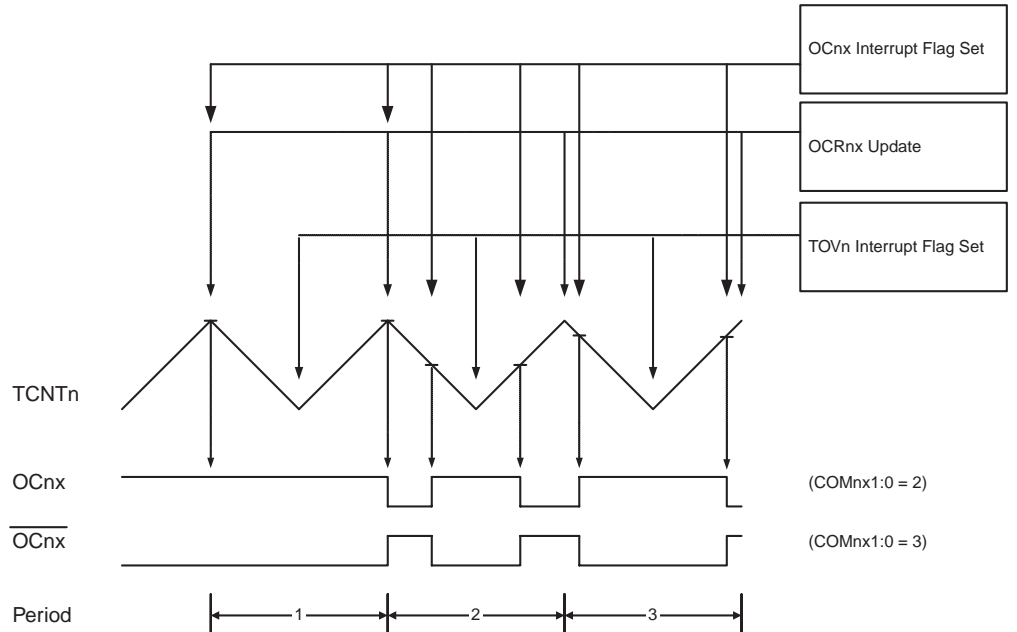 OCnx Interrupt Flag Set
OCRnx Update
TOVn Interrupt Flag Set
TCNTn
OCnx
(COMnx1:0 = 2)
OCnx
(COMnx1:0 = 3)
Period
1
2
3